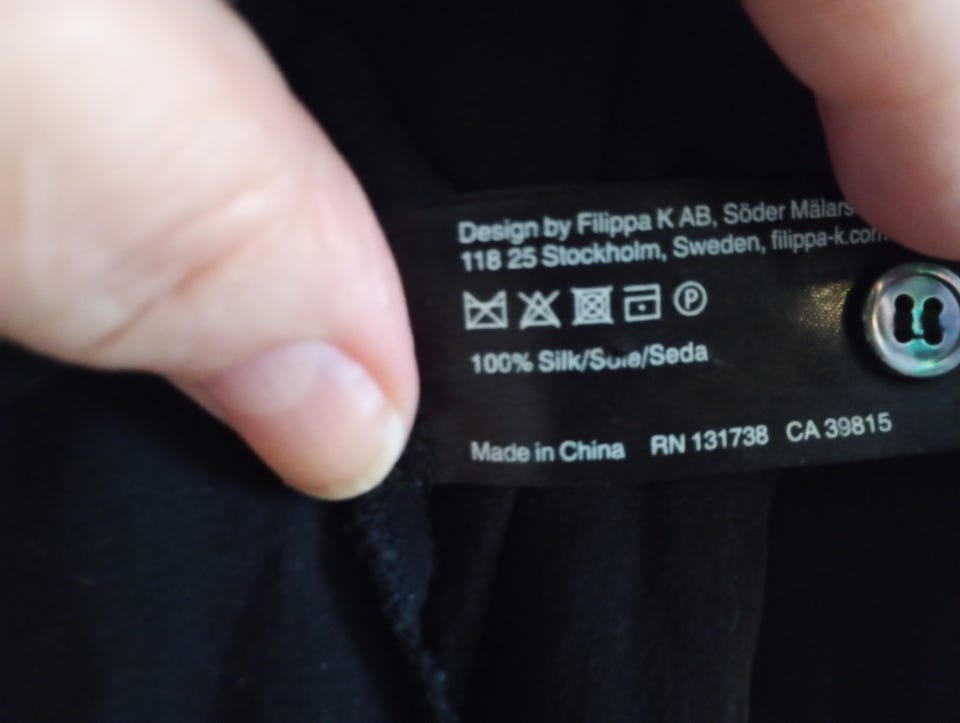 Design by Filippa K AB, Söder Mälars
118 25 Stockholm, Sweden, filippa-k.com
P
100% Silk/Soie/Seda
Made in China RN 131738 CA 39815